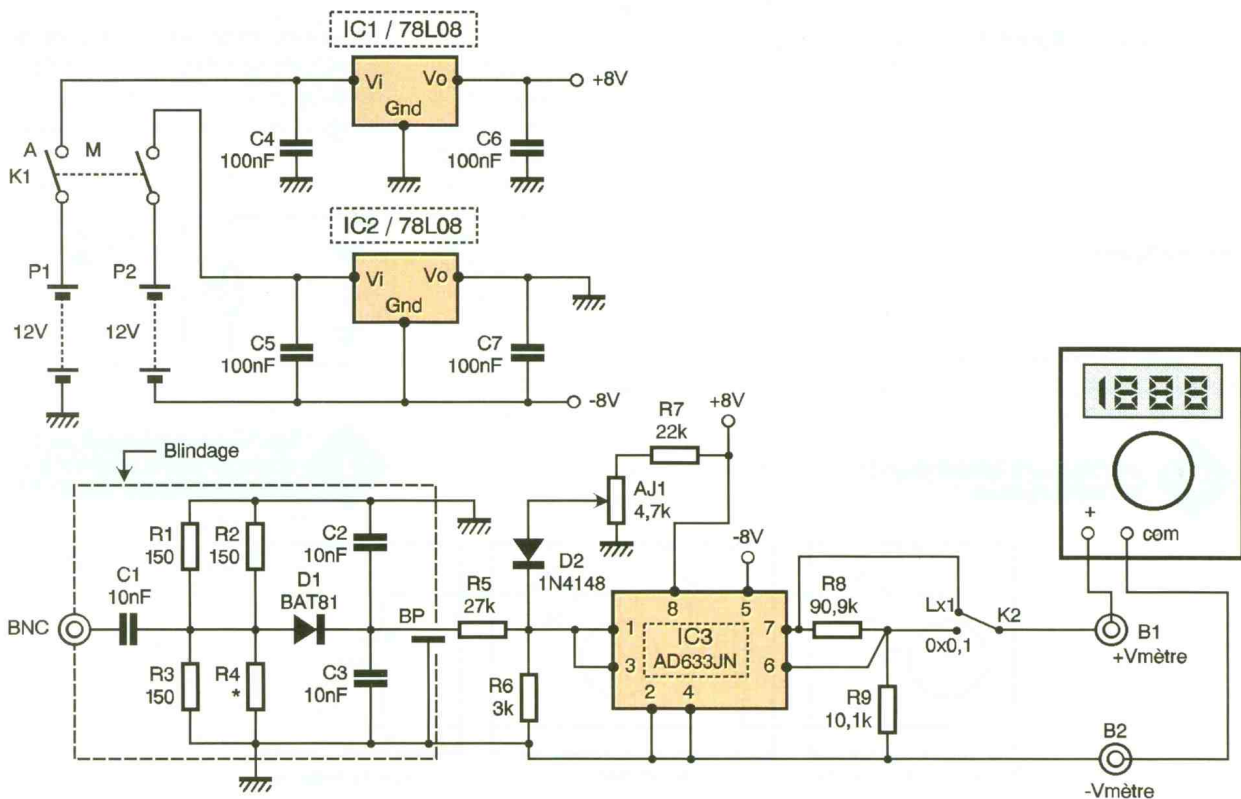 IC1 / 78L08
Vi
Vo
Gnd
+8V
C4
100nF
C6
100nF
A
M
K1
IC2 / 78L08
P1
P2
Vi
Vo
Gnd
12V
12V
C5
100nF
C7
100nF
-8V
+8V
R7
22k
1888
Blindage
AJ1
4,7k
+
com
R1
150
R2
150
C2
10nF
-8V
D2
1N4148
C1
10nF
D1
BAT81
R5
27k
8
5
R8
90,9k
Lx1
K2
BNC
BP
1
7
IC3
AD633JN
0x0,1
B1
+Vmètre
3
6
R3
150
R4
*
C3
10nF
R6
3k
2
4
R9
10,1k
B2
-Vmètre